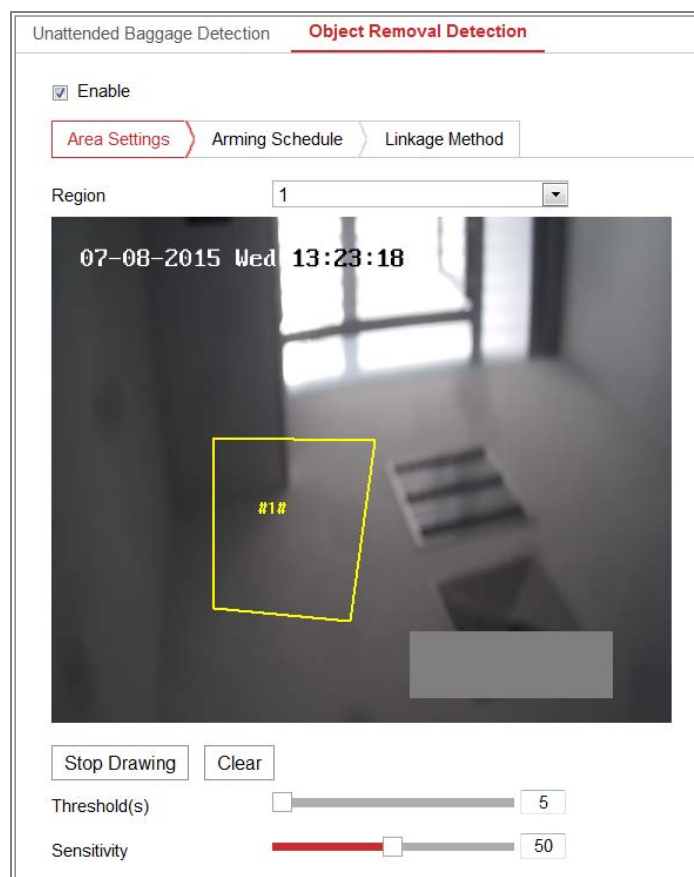 Unattended Baggage Detection Object Removal Detection
Enable
Area Settings Arming Schedule Linkage Method
Region 1
07-08-2015 Wed 13:23:18
#1#
Stop Drawing Clear
Threshold(s) 5
Sensitivity 50